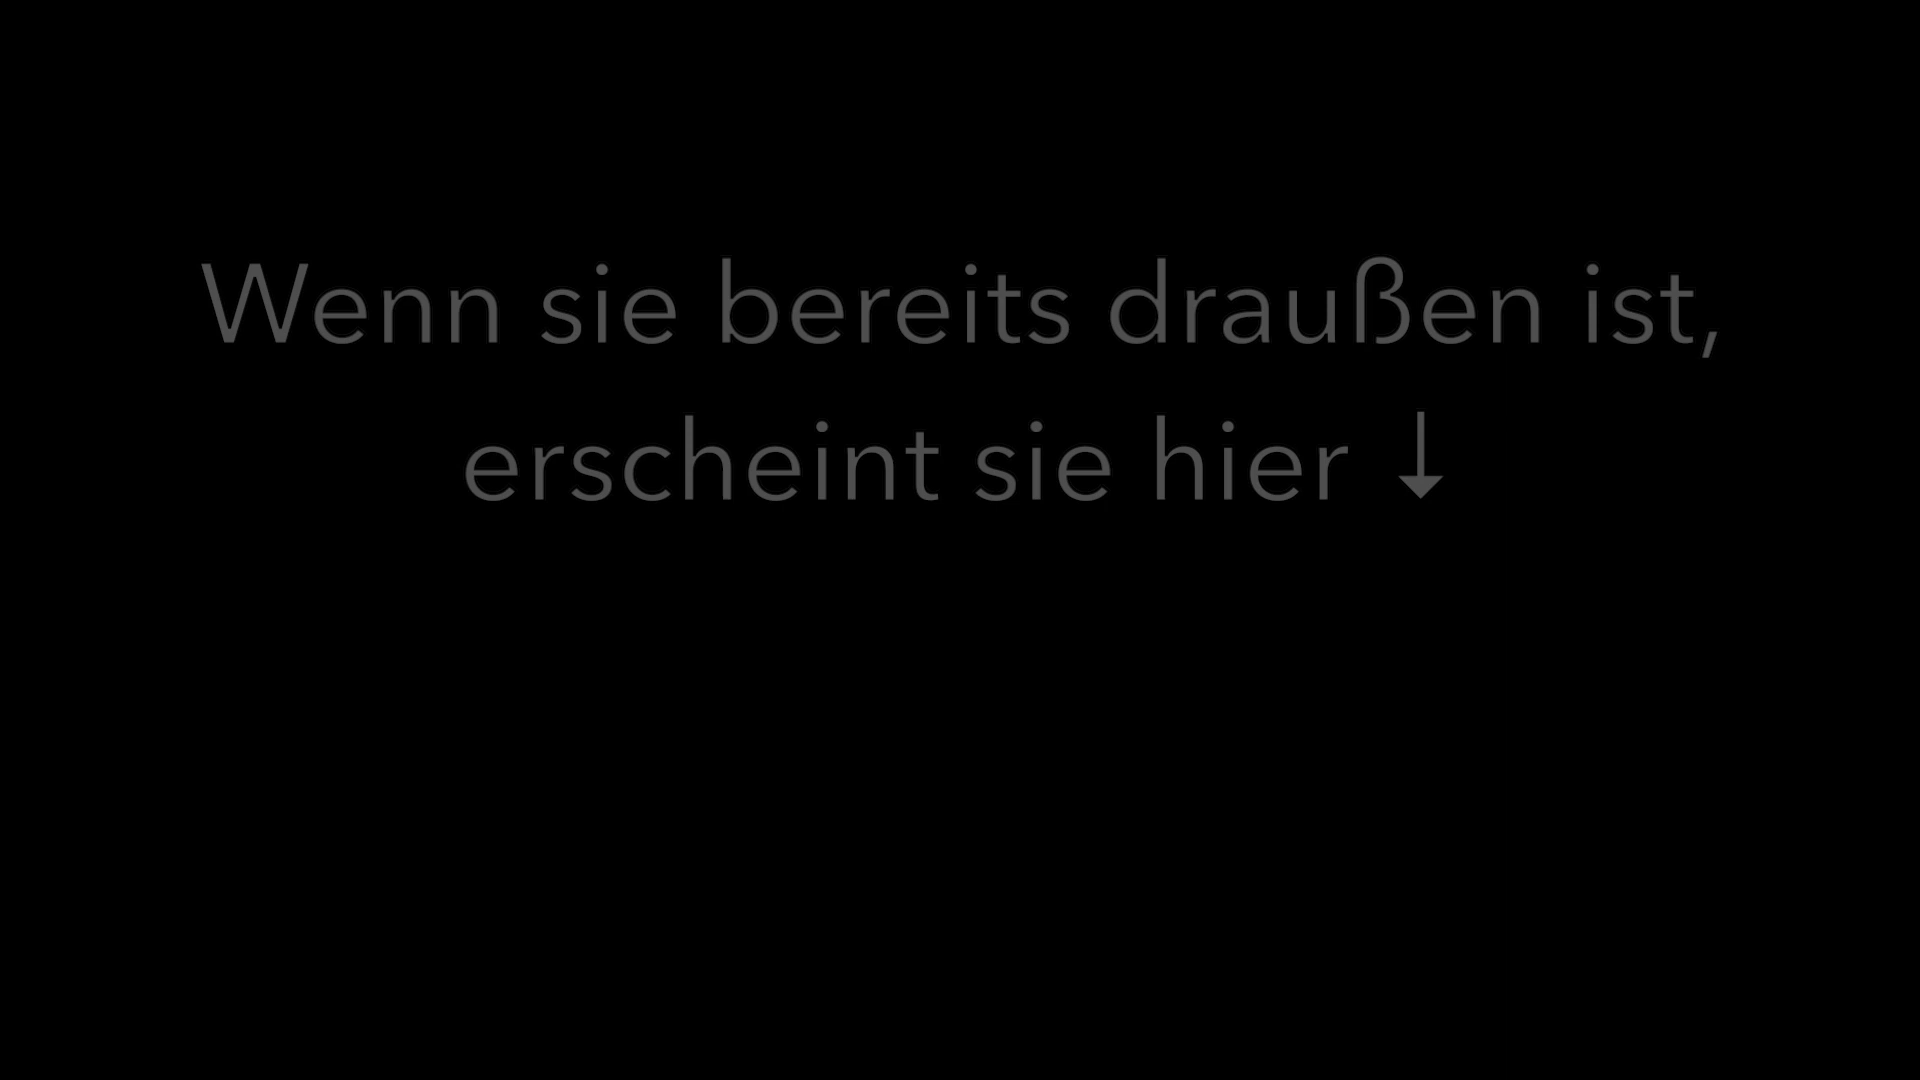 Wenn sie bereits draußen ist,
erscheint sie hier ↓